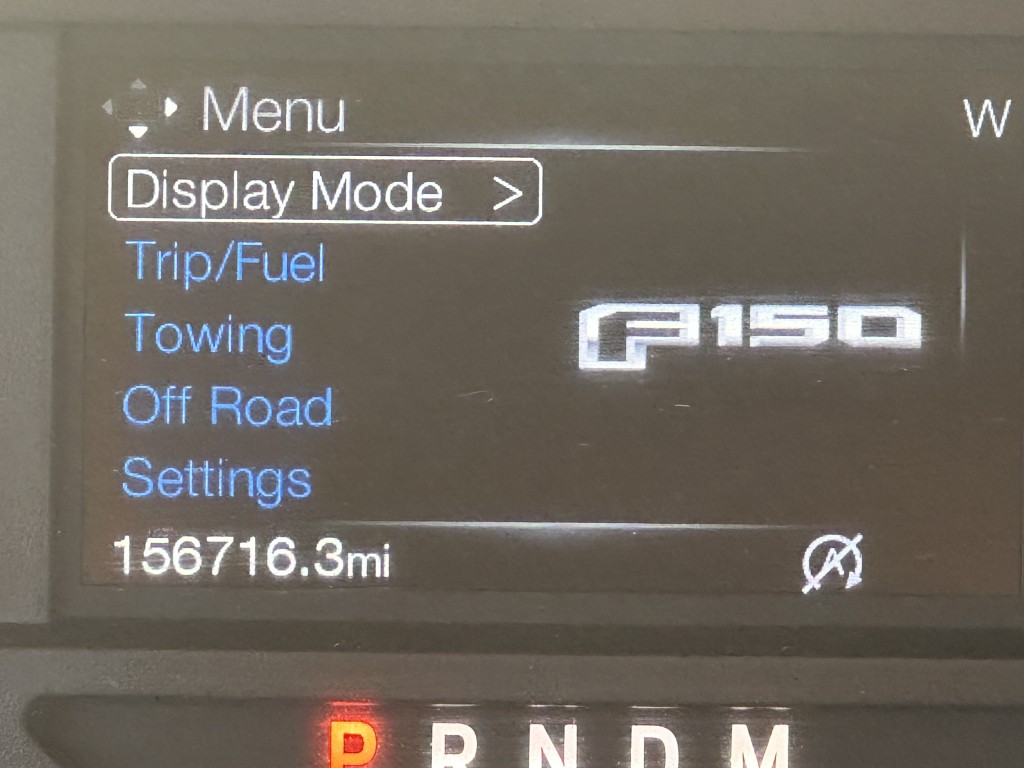 Menu
W
Display Mode >
Trip/Fuel
Towing
F150
Off Road
Settings
156716.3mi
A
P R N D M